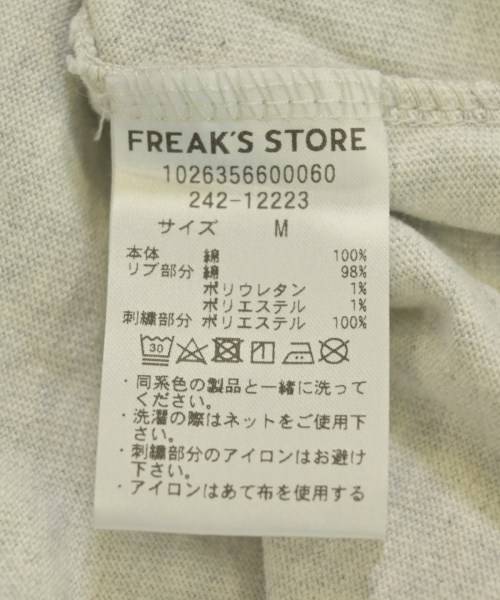 FREAK'S STORE
1026356600060
242-12223
サイズ M
本体 綿 100%
リブ部分 綿 98%
ポリウレタン 1%
ポリエステル 1%
刺繍部分 ポリエステル 100%
30
・同系色の製品と一緒に洗って
ください。
・洗濯の際はネットをご使用下
さい。
・刺繍部分のアイロンはお避け
下さい。
・アイロンはあて布を使用する